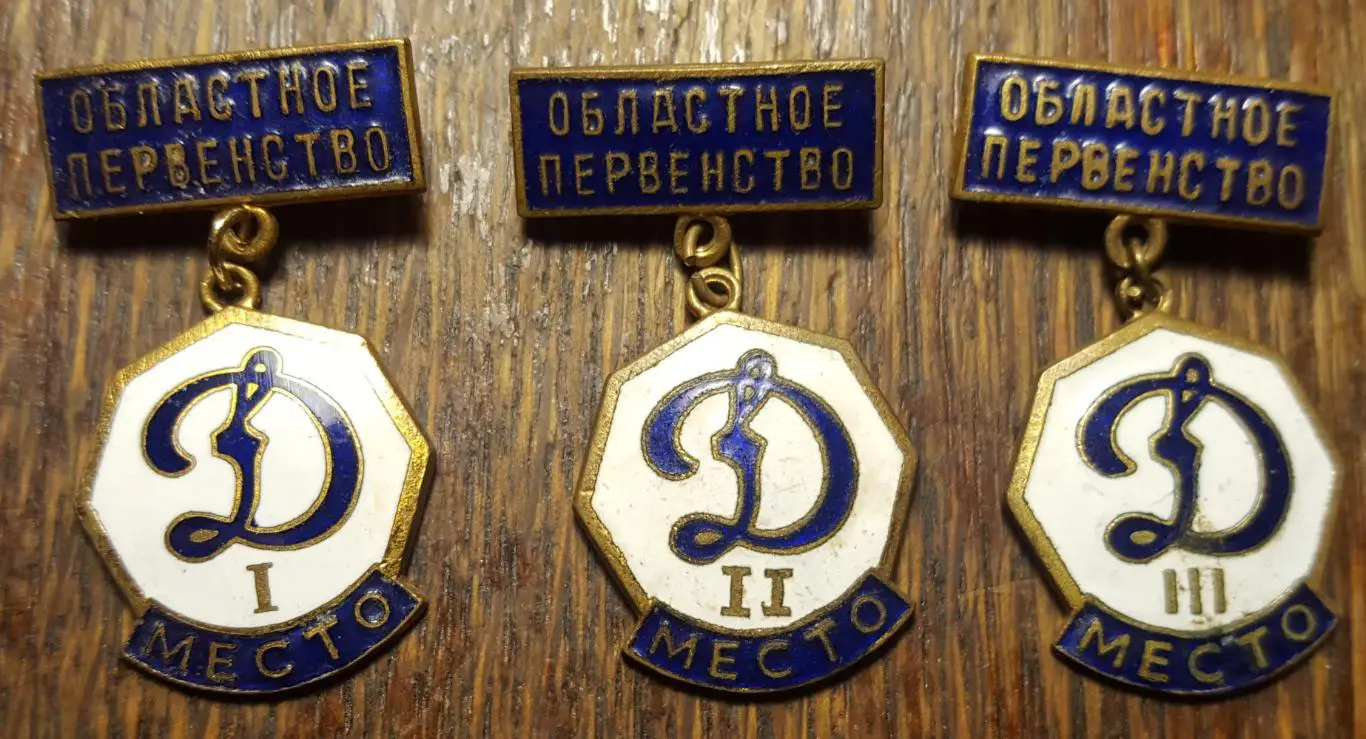 ОБЛАСТНОЕ
ПЕРВЕНСТВО
Д
I
МЕСТО
ОБЛАСТНОЕ
ПЕРВЕНСТВО
Д
II
МЕСТО
ОБЛАСТНОЕ
ПЕРВЕНСТВО
Д
III
МЕСТО